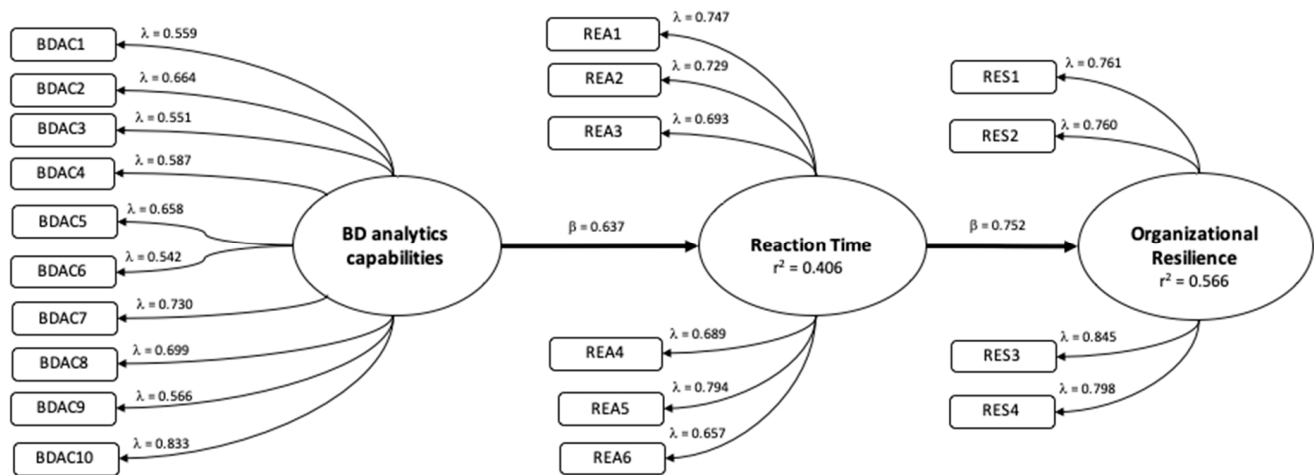 BDAC1
λ = 0.559
BDAC2
λ = 0.664
BDAC3
λ = 0.551
BDAC4
λ = 0.587
BDAC5
λ = 0.658
BDAC6
λ = 0.542
BDAC7
λ = 0.730
BDAC8
λ = 0.699
BDAC9
λ = 0.566
BDAC10
λ = 0.833
BD analytics
capabilities
β = 0.637
REA1
λ = 0.747
REA2
λ = 0.729
REA3
λ = 0.693
Reaction Time
r² = 0.406
REA4
λ = 0.689
REA5
λ = 0.794
REA6
λ = 0.657
β = 0.752
RES1
λ = 0.761
RES2
λ = 0.760
Organizational
Resilience
r² = 0.566
RES3
λ = 0.845
RES4
λ = 0.798